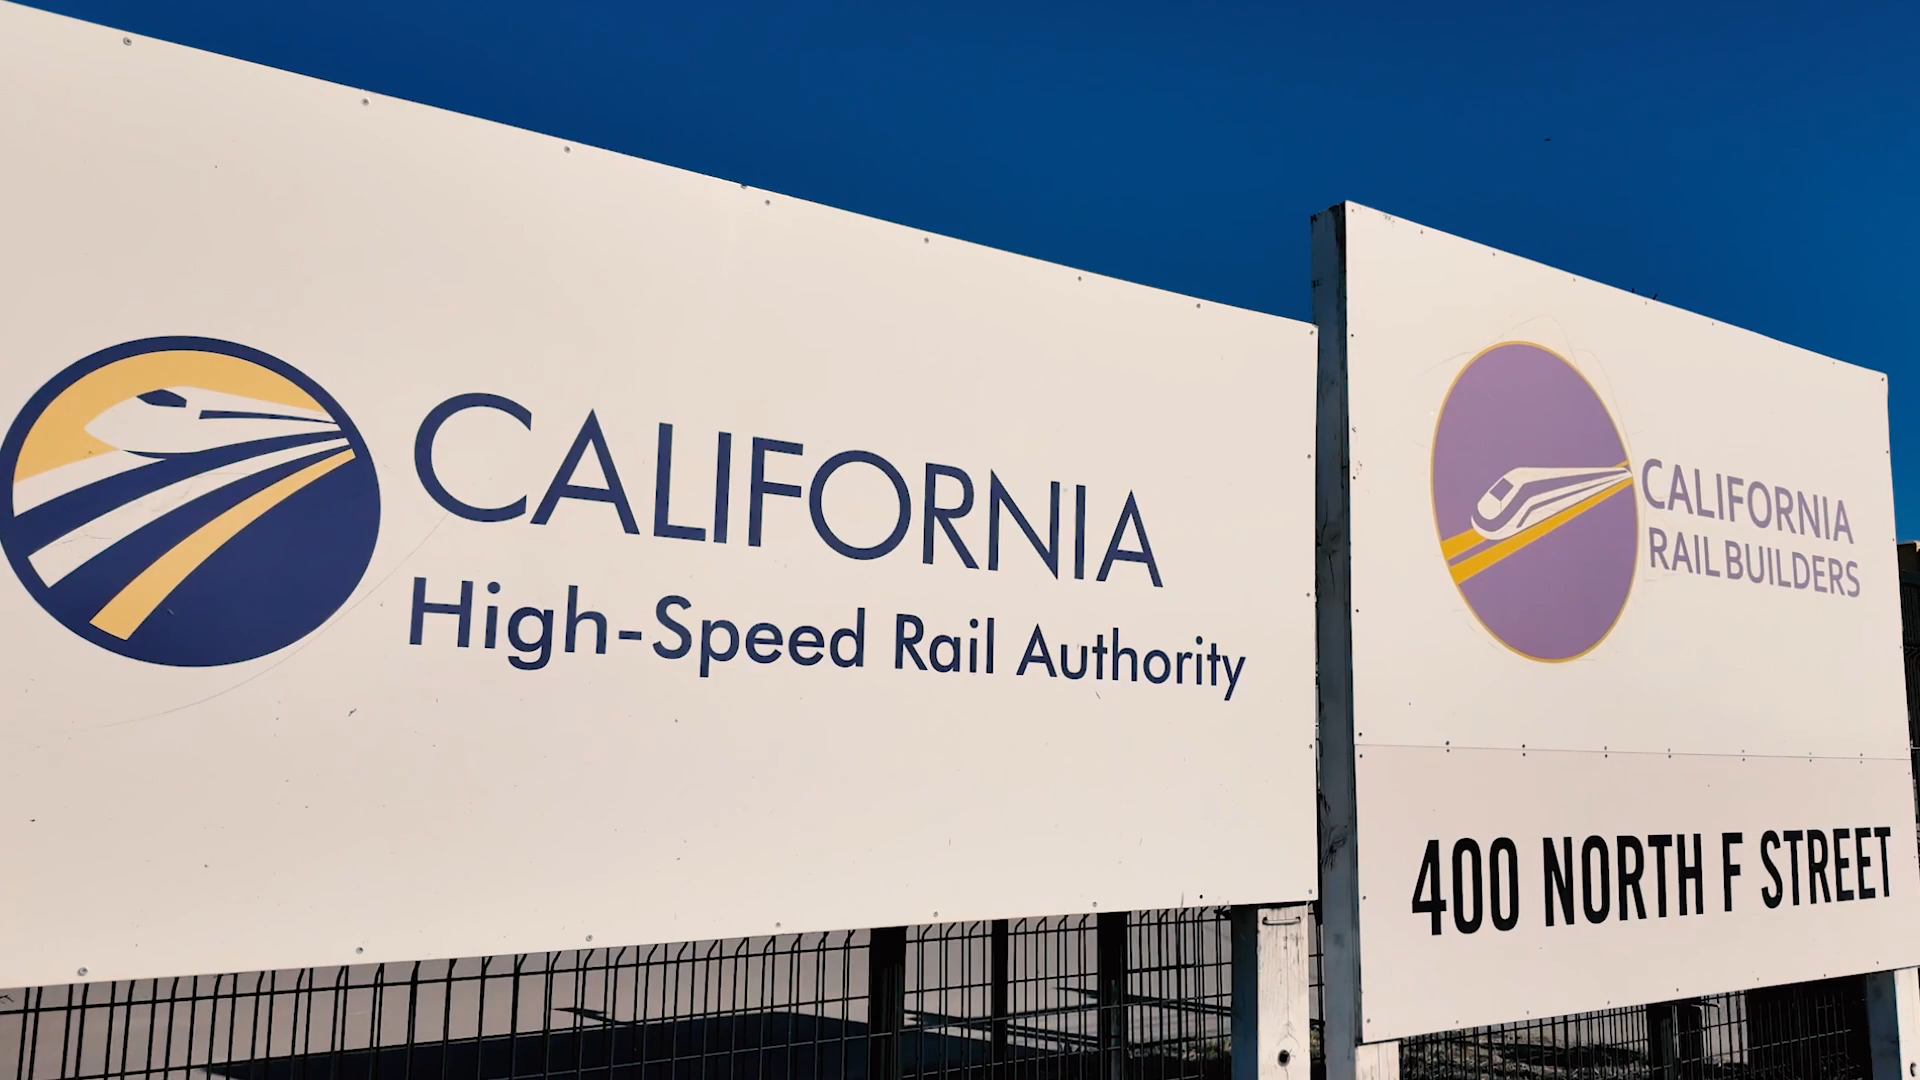 CALIFORNIA
High-Speed Rail Authority
CALIFORNIA
RAIL BUILDERS
400 NORTH F STREET